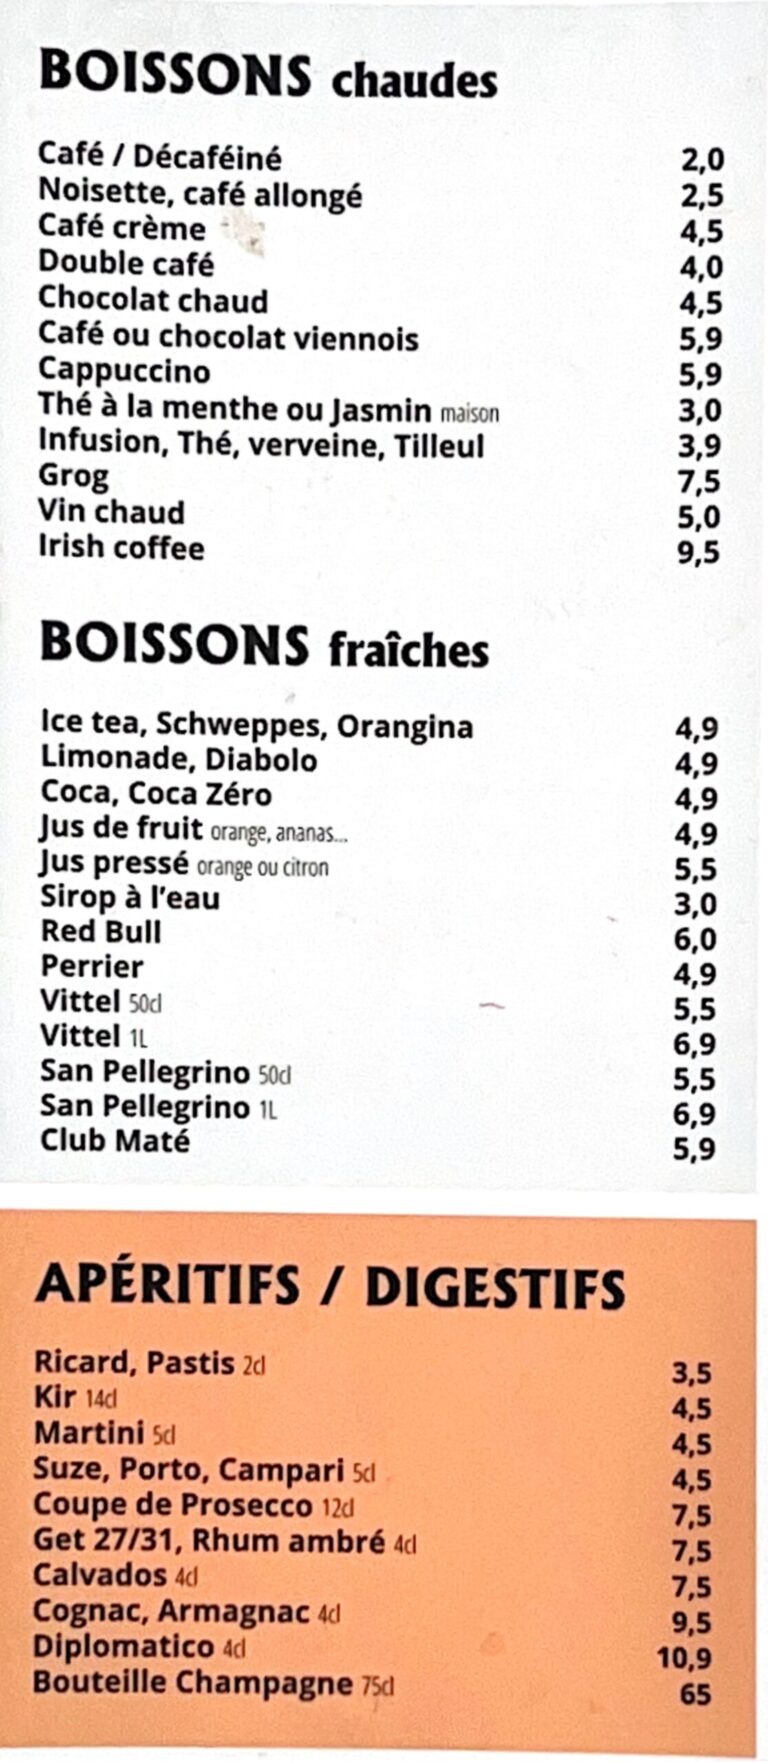 BOISSONS chaudes
Café / Décaféiné 2,0
Noisette, café allongé 2,5
Café crème 4,5
Double café 4,0
Chocolat chaud 4,5
Café ou chocolat viennois 5,9
Cappuccino 5,9
Thé à la menthe ou Jasmin maison 3,0
Infusion, Thé, verveine, Tilleul 3,9
Grog 7,5
Vin chaud 5,0
Irish coffee 9,5
BOISSONS fraîches
Ice tea, Schweppes, Orangina 4,9
Limonade, Diabolo 4,9
Coca, Coca Zéro 4,9
Jus de fruit orange, ananas... 4,9
Jus pressé orange ou citron 5,5
Sirop à l'eau 3,0
Red Bull 6,0
Perrier 4,9
Vittel 50cl 5,5
Vittel 1L 6,9
San Pellegrino 50cl 5,5
San Pellegrino 1L 6,9
Club Maté 5,9
APÉRITIFS / DIGESTIFS
Ricard, Pastis 2cl 3,5
Kir 14cl 4,5
Martini 5cl 4,5
Suze, Porto, Campari 5cl 4,5
Coupe de Prosecco 12cl 7,5
Get 27/31, Rhum ambré 4cl 7,5
Calvados 4cl 7,5
Cognac, Armagnac 4cl 9,5
Diplomatico 4cl 10,9
Bouteille Champagne 75cl 65